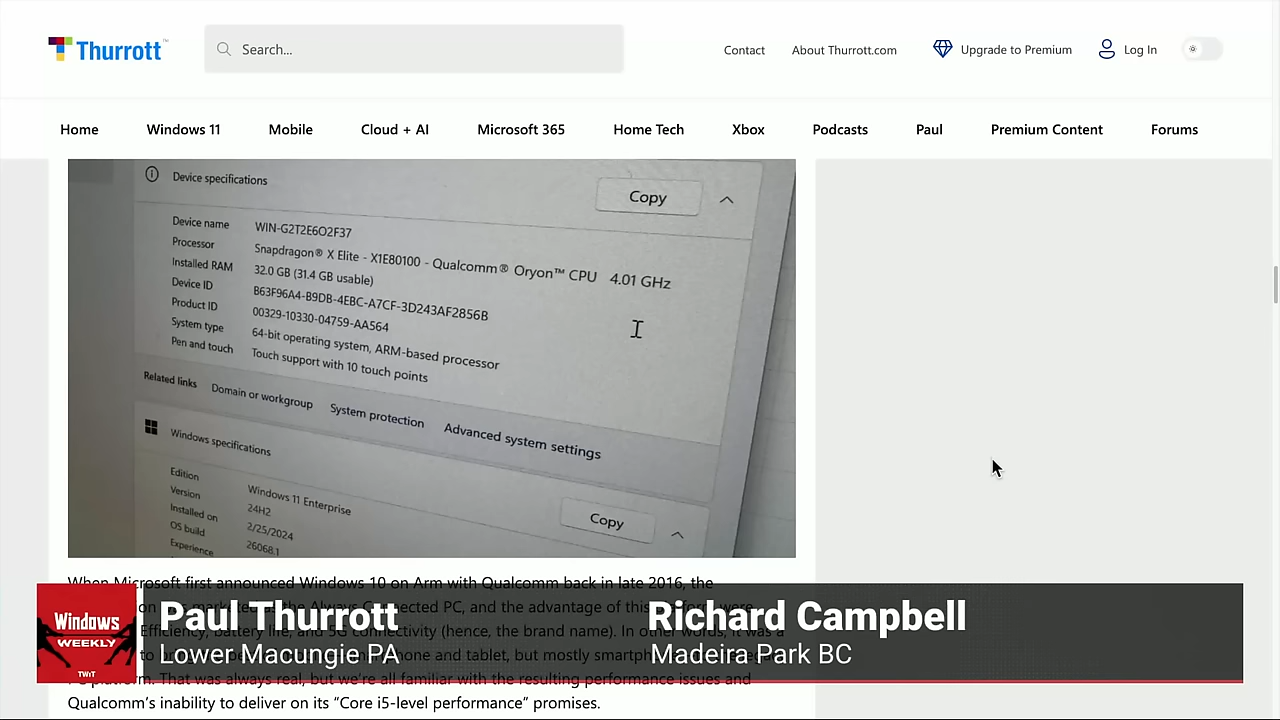 Thurrott
Search...
Contact
About Thurrott.com
Upgrade to Premium
Log In
Home
Windows 11
Mobile
Cloud + AI
Microsoft 365
Home Tech
Xbox
Podcasts
Paul
Premium Content
Forums
Device specifications
Copy
Device name WIN-G2T2E6O2F37
Processor Snapdragon® X Elite - X1E80100 - Qualcomm® Oryon™ CPU 4.01 GHz
Installed RAM 32.0 GB (31.4 GB usable)
Device ID B63F96A4-B9DB-4EBC-A7CF-3D243AF2856B
Product ID 00329-10330-04759-AA564
System type 64-bit operating system, ARM-based processor
Pen and touch Touch support with 10 touch points
Related links Domain or workgroup System protection Advanced system settings
Windows specifications
Copy
Edition Windows 11 Enterprise
Version 24H2
Installed on 2/25/2024
OS build 26068.1
Experience
When Microsoft first announced Windows 10 on Arm with Qualcomm back in late 2016, the
the Always Connected PC, and the advantage of this
Efficiency, battery life, and 5G connectivity (hence, the brand name). In other words, it was a
phone and tablet, but mostly
platform. That was always real, but we're all familiar with the resulting performance issues and
Qualcomm's inability to deliver on its "Core i5-level performance" promises.
Windows
WEEKLY
TWiT
Paul Thurrott
Lower Macungie PA
Richard Campbell
Madeira Park BC